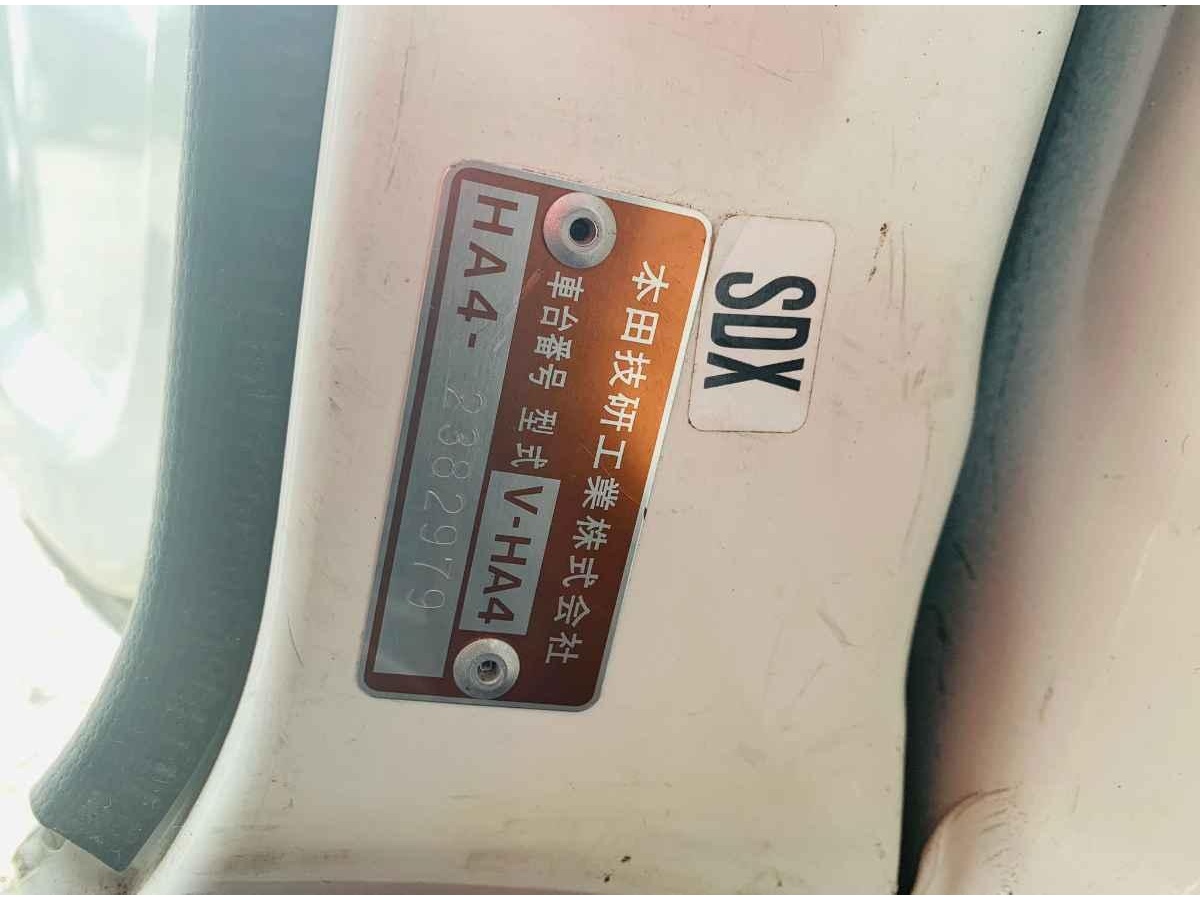 SDX
本田技研工業株式会社
車台番号 型式 V-HA4
HA4- 2382979